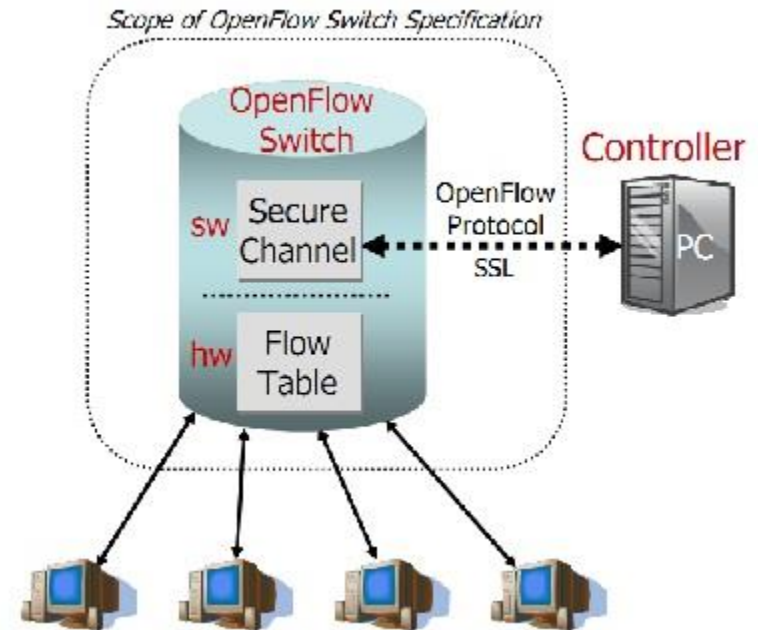 Scope of OpenFlow Switch Specification
OpenFlow
Switch
sw
Secure
Channel
hw
Flow
Table
OpenFlow
Protocol
SSL
Controller
PC